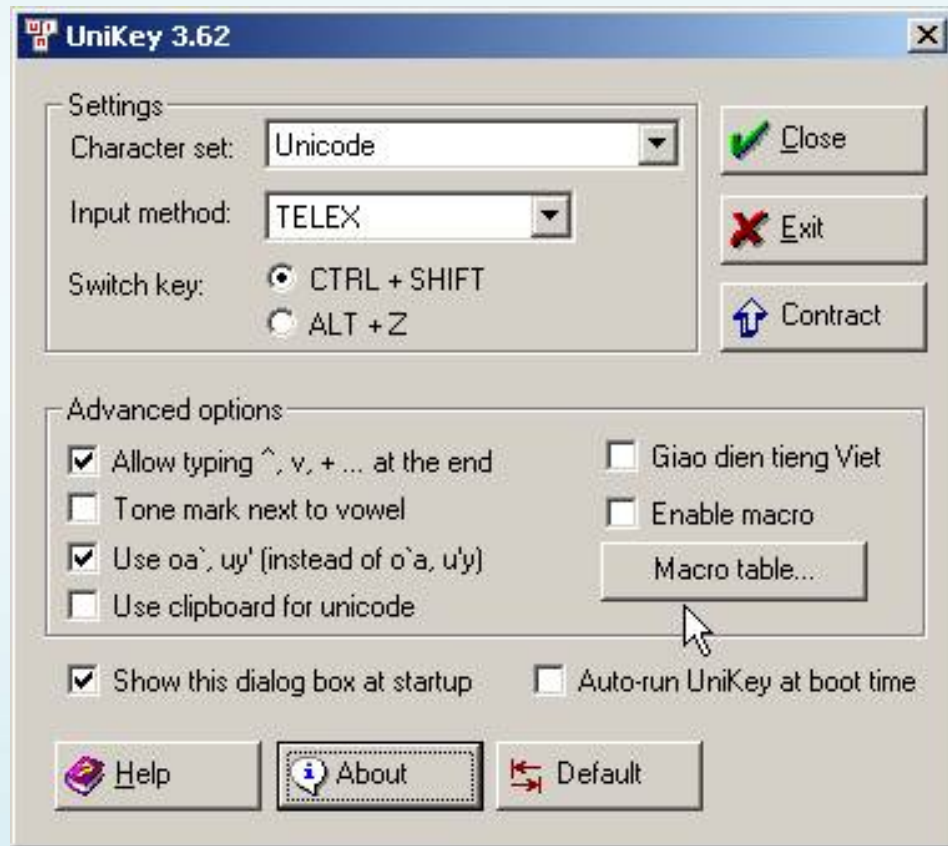 UniKey 3.62
Settings
Character set: Unicode
Close
Input method: TELEX
Exit
Switch key: CTRL + SHIFT
ALT + Z
Contract
Advanced options
Allow typing ^, v, + ... at the end
Giao dien tieng Viet
Tone mark next to vowel
Enable macro
Use oa`, uy' (instead of o`a, u'y)
Macro table...
Use clipboard for unicode
Show this dialog box at startup
Auto-run UniKey at boot time
Help
About
Default